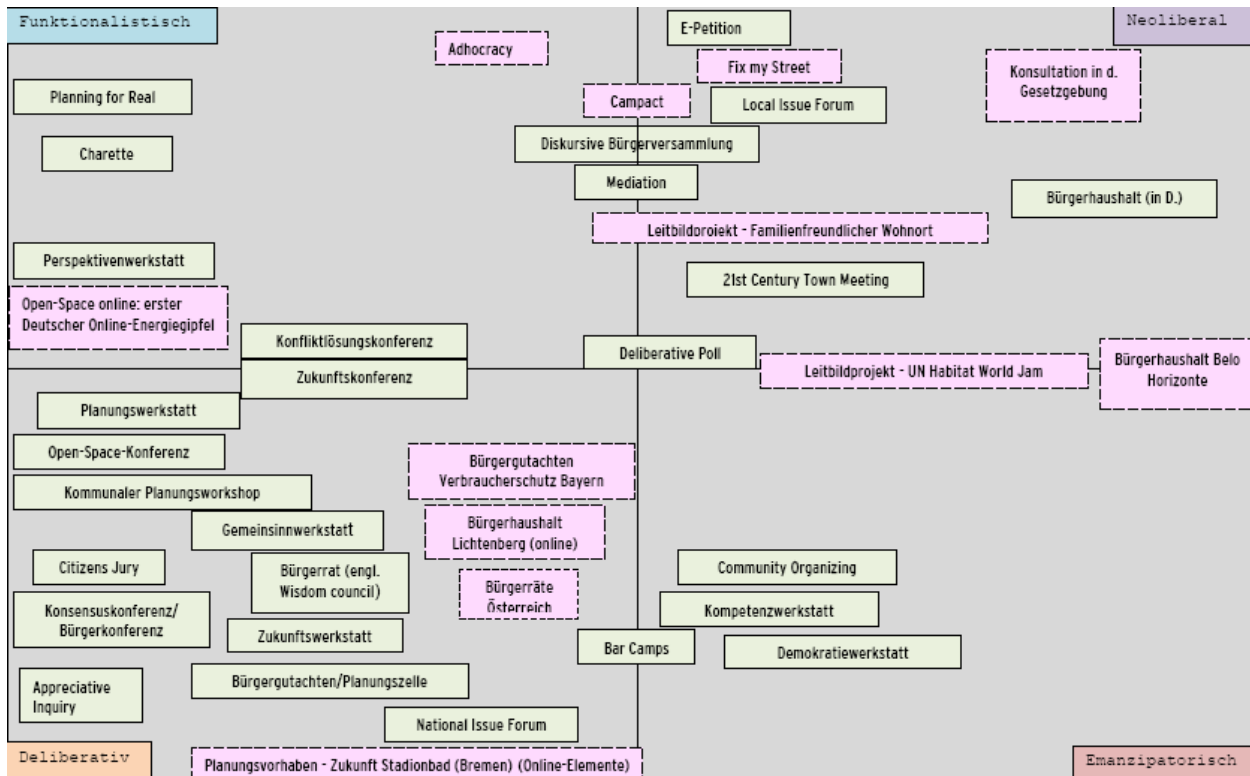 Funktionalistisch
Neoliberal
E-Petition
Adhocracy
Fix my Street
Konsultation in d.
Gesetzgebung
Planning for Real
Campact
Local Issue Forum
Charette
Diskursive Bürgerversammlung
Mediation
Bürgerhaushalt (in D.)
Leitbildprojekt - Familienfreundlicher Wohnort
Perspektivenwerkstatt
21st Century Town Meeting
Open-Space online: erster
Deutscher Online-Energiegipfel
Konfliktlösungskonferenz
Deliberative Poll
Zukunftskonferenz
Leitbildprojekt - UN Habitat World Jam
Bürgerhaushalt Belo
Horizonte
Planungswerkstatt
Open-Space-Konferenz
Bürgergutachten
Verbraucherschutz Bayern
Kommunaler Planungsworkshop
Gemeinsinnwerkstatt
Bürgerhaushalt
Lichtenberg (online)
Citizens Jury
Bürgerrat (engl.
Wisdom council)
Bürgerräte
Österreich
Community Organizing
Konsensuskonferenz/
Bürgerkonferenz
Kompetenzwerkstatt
Zukunftswerkstatt
Bar Camps
Demokratiewerkstatt
Appreciative
Inquiry
Bürgergutachten/Planungszelle
National Issue Forum
Deliberativ
Planungsvorhaben - Zukunft Stadionbad (Bremen) (Online-Elemente)
Emanzipatorisch